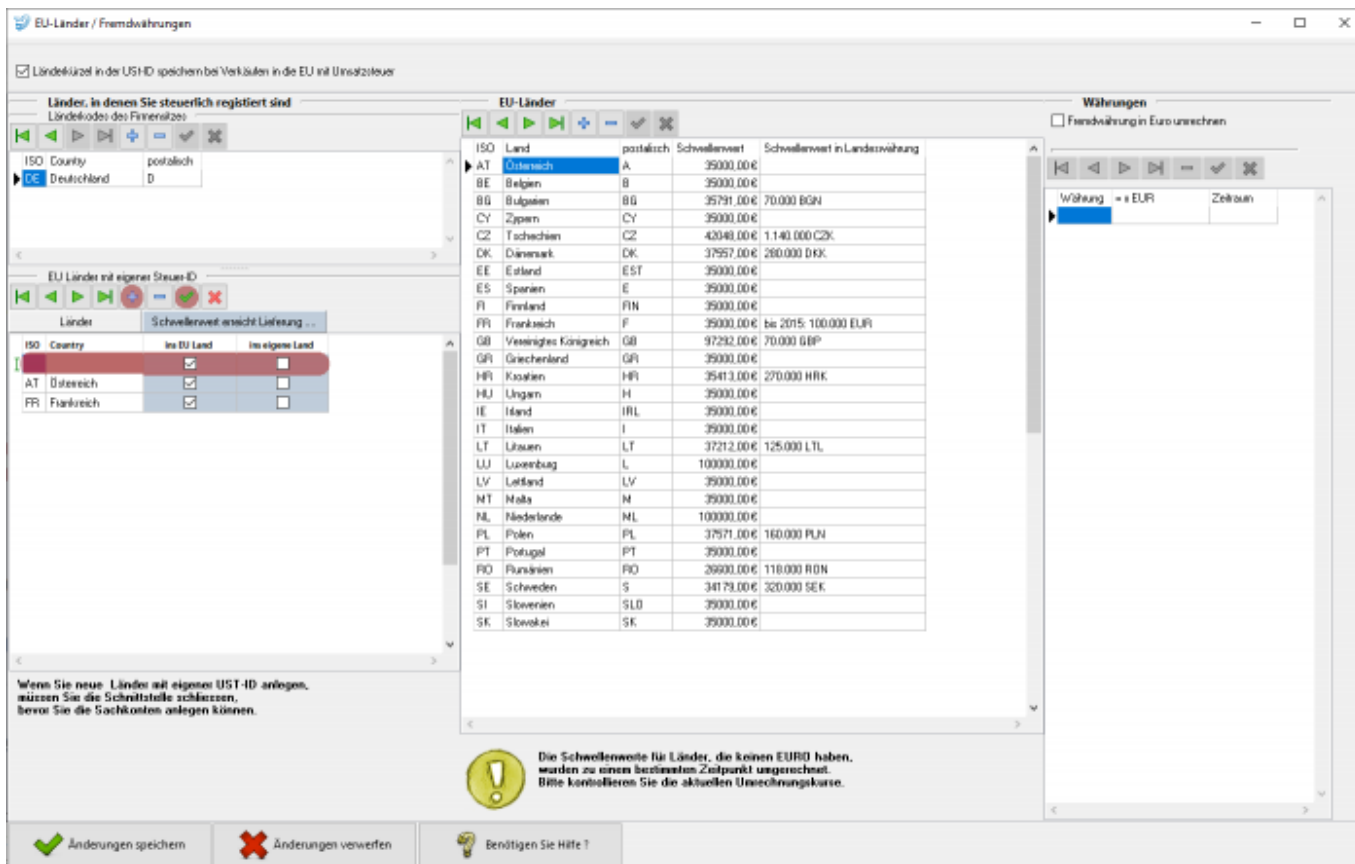 EU-Länder / Fremdwährungen
Länderkürzel in der UStID speichern bei Verkäufen in die EU mit Umsatzsteuer
Länder, in denen Sie steuerlich registiert sind
Länderkodes des Firmensitzes
ISO Country postalisch
DE Deutschland D
EU Länder mit eigener Steuer-ID
Länder Schwellenwert erreicht Lieferung ...
ISO Country ins EU Land ins eigene Land
AT Österreich
FR Frankreich
Wenn Sie neue Länder mit eigener UST-ID anlegen,
müssen Sie die Schnittstelle schliessen,
bevor Sie die Sachkonten anlegen können.
EU-Länder
ISO Land postalisch Schwellenwert Schwellenwert in Landeswährung
AT Österreich A 35000,00€
BE Belgien B 35000,00€
BG Bulgarien BG 35791,00€ 70.000 BGN
CY Zypern CY 35000,00€
CZ Tschechien CZ 42048,00€ 1.140.000 CZK
DK Dänemark DK 37557,00€ 280.000 DKK
EE Estland EST 35000,00€
ES Spanien E 35000,00€
FI Finnland FIN 35000,00€
FR Frankreich F 35000,00€ bis 2015: 100.000 EUR
GB Vereinigtes Königreich GB 97292,00€ 70.000 GBP
GR Griechenland GR 35000,00€
HR Kroatien HR 35413,00€ 270.000 HRK
HU Ungarn H 35000,00€
IE Irland IRL 35000,00€
IT Italien I 35000,00€
LT Litauen LT 37212,00€ 125.000 LTL
LU Luxemburg L 100000,00€
LV Lettland LV 35000,00€
MT Malta M 35000,00€
NL Niederlande NL 100000,00€
PL Polen PL 37571,00€ 160.000 PLN
PT Portugal PT 35000,00€
RO Rumänien RO 26900,00€ 118.000 RON
SE Schweden S 34179,00€ 320.000 SEK
SI Slowenien SLO 35000,00€
SK Slowakei SK 35000,00€
Die Schwellenwerte für Länder, die keinen EURO haben,
wurden zu einem bestimmten Zeitpunkt umgerechnet.
Bitte kontrollieren Sie die aktuellen Umrechnungskurse.
Währungen
Fremdwährung in Euro umrechnen
Währung = x EUR Zeitraum
Änderungen speichern
Änderungen verwerfen
Benötigen Sie Hilfe ?